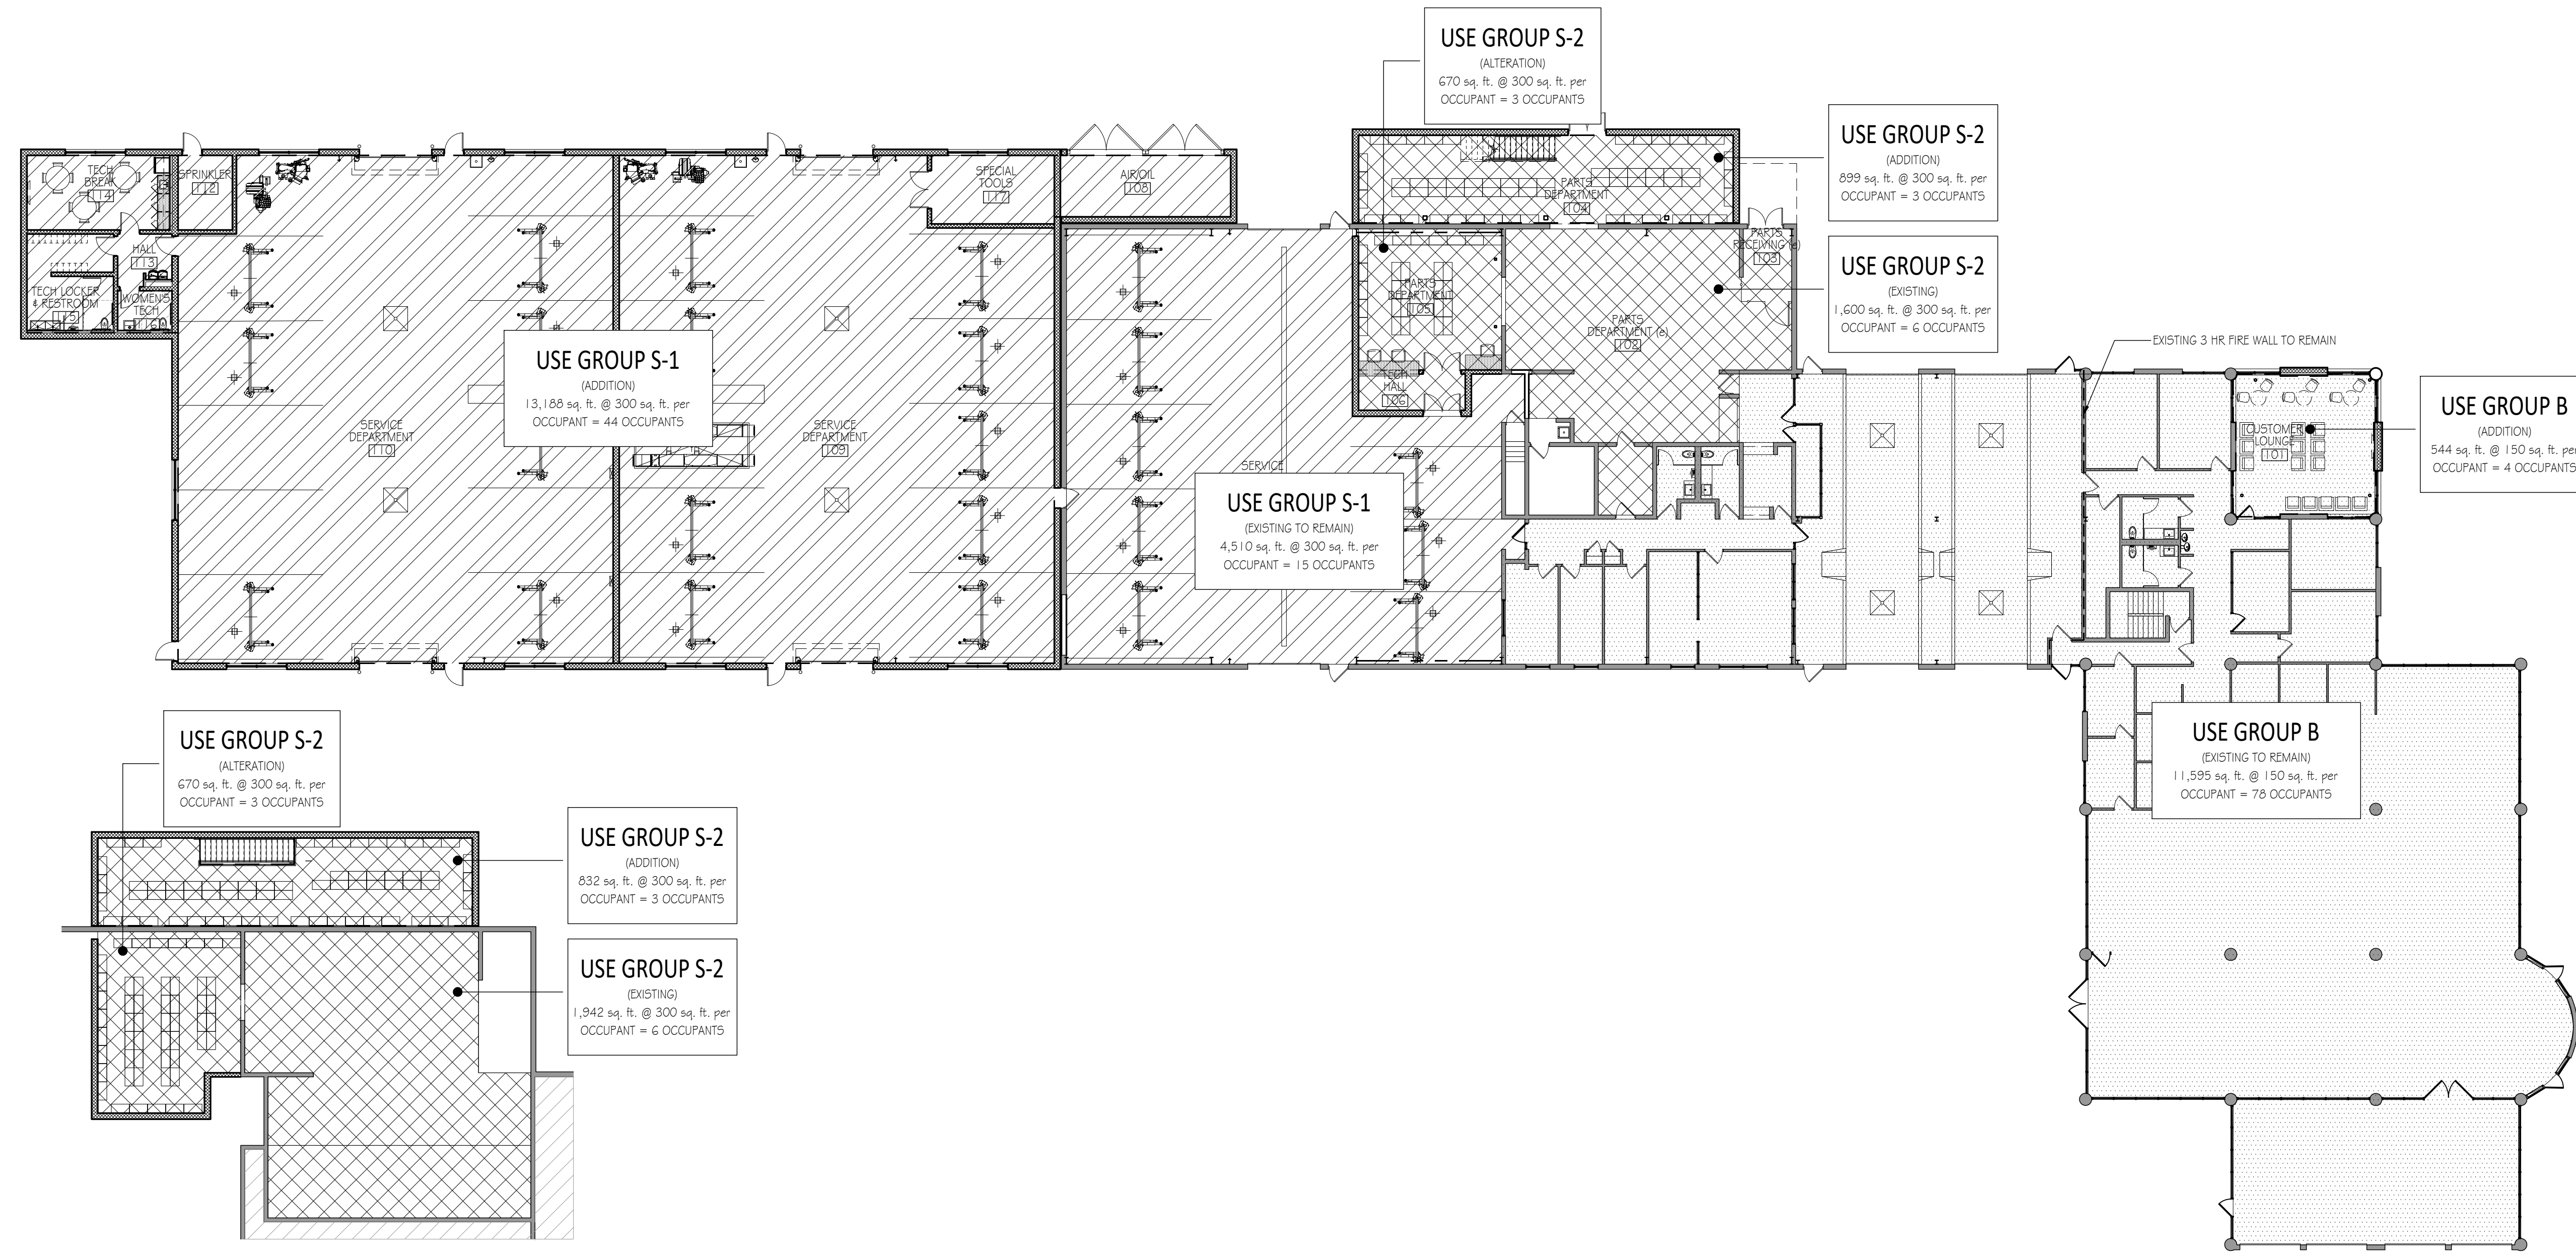 USE GROUP S-2
(ALTERATION)
670 sq. ft. @ 300 sq. ft. per
OCCUPANT = 3 OCCUPANTS
USE GROUP S-2
(ADDITION)
899 sq. ft. @ 300 sq. ft. per
OCCUPANT = 3 OCCUPANTS
USE GROUP S-2
(EXISTING)
1,600 sq. ft. @ 300 sq. ft. per
OCCUPANT = 6 OCCUPANTS
TECH
BREAK
114
SPRINKLER
112
SPECIAL
TOOLS
117
AIR/OIL
108
PARTS
DEPARTMENT
104
HALL
113
PARTS
RECEIVING (e)
103
TECH LOCKER
& RESTROOM
115
WOMEN'S
TECH
116
PARTS
DEPARTMENT
105
PARTS
DEPARTMENT (e)
102
TECH
HALL
106
EXISTING 3 HR FIRE WALL TO REMAIN
USE GROUP S-1
(ADDITION)
13,188 sq. ft. @ 300 sq. ft. per
OCCUPANT = 44 OCCUPANTS
SERVICE
DEPARTMENT
110
SERVICE
DEPARTMENT
109
SERVICE
USE GROUP S-1
(EXISTING TO REMAIN)
4,510 sq. ft. @ 300 sq. ft. per
OCCUPANT = 15 OCCUPANTS
CUSTOMER
LOUNGE
101
USE GROUP B
(ADDITION)
544 sq. ft. @ 150 sq. ft. per
OCCUPANT = 4 OCCUPANTS
USE GROUP B
(EXISTING TO REMAIN)
11,595 sq. ft. @ 150 sq. ft. per
OCCUPANT = 78 OCCUPANTS
USE GROUP S-2
(ALTERATION)
670 sq. ft. @ 300 sq. ft. per
OCCUPANT = 3 OCCUPANTS
USE GROUP S-2
(ADDITION)
832 sq. ft. @ 300 sq. ft. per
OCCUPANT = 3 OCCUPANTS
USE GROUP S-2
(EXISTING)
1,942 sq. ft. @ 300 sq. ft. per
OCCUPANT = 6 OCCUPANTS